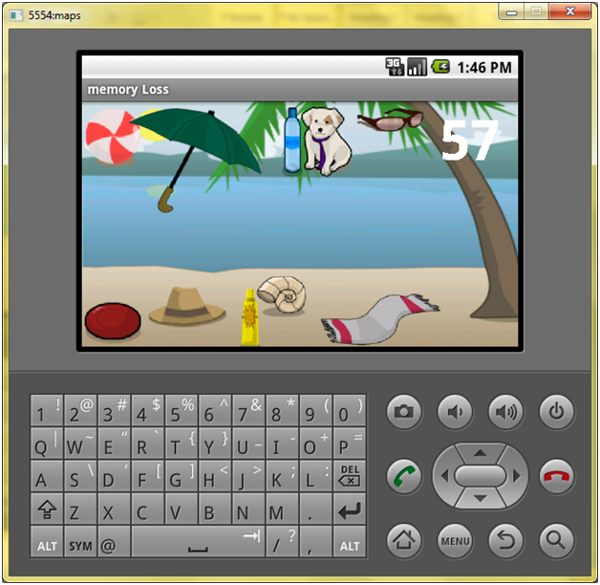 5554:maps
3G 1:46 PM
memory Loss
57
1 ! 2 @ 3 # 4 $ 5 % 6 ^ 7 & 8 * 9 ( 0 )
Q | W ~ E “ R ` T { Y } U _ I - O + P =
A S \ D ' F [ G ] H < J > K ; L : DEL
Z X C V B N M .
ALT SYM @ / ? , ALT
MENU